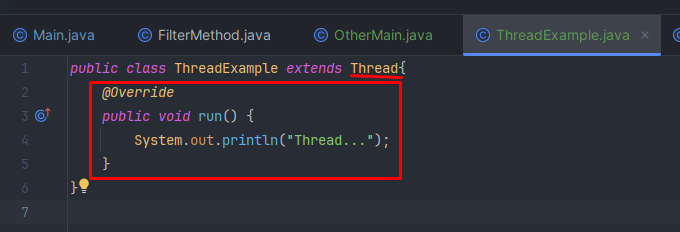 Main.java FilterMethod.java OtherMain.java ThreadExample.java
1 public class ThreadExample extends Thread{
2 @Override
3 public void run() {
4 System.out.println("Thread...");
5 }
6 }
7